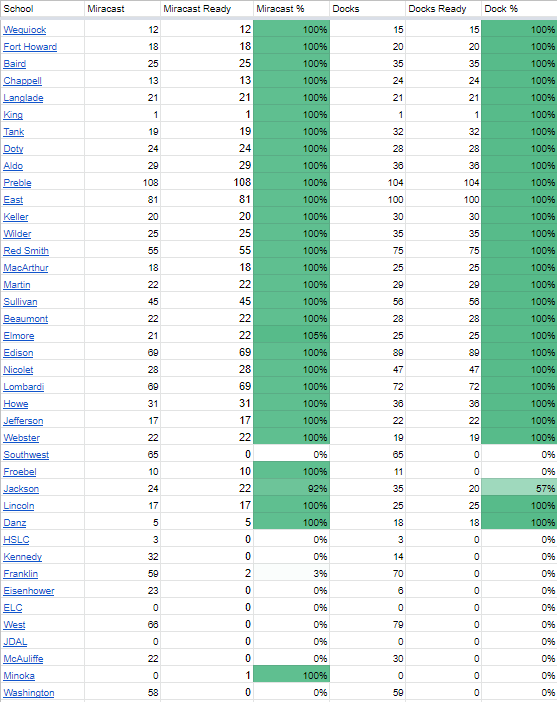 School Miracast Miracast Ready Miracast % Docks Docks Ready Dock %
Wequiock 12 12 100% 15 15 100%
Fort Howard 18 18 100% 20 20 100%
Baird 25 25 100% 35 35 100%
Chappell 13 13 100% 24 24 100%
Langlade 21 21 100% 21 21 100%
King 1 1 100% 1 1 100%
Tank 19 19 100% 32 32 100%
Doty 24 24 100% 28 28 100%
Aldo 29 29 100% 36 36 100%
Preble 108 108 100% 104 104 100%
East 81 81 100% 100 100 100%
Keller 20 20 100% 30 30 100%
Wilder 25 25 100% 35 35 100%
Red Smith 55 55 100% 75 75 100%
MacArthur 18 18 100% 25 25 100%
Martin 22 22 100% 29 29 100%
Sullivan 45 45 100% 56 56 100%
Beaumont 22 22 100% 28 28 100%
Elmore 21 22 105% 25 25 100%
Edison 69 69 100% 89 89 100%
Nicolet 28 28 100% 47 47 100%
Lombardi 69 69 100% 72 72 100%
Howe 31 31 100% 36 36 100%
Jefferson 17 17 100% 22 22 100%
Webster 22 22 100% 19 19 100%
Southwest 65 0 0% 65 0 0%
Froebel 10 10 100% 11 0 0%
Jackson 24 22 92% 35 20 57%
Lincoln 17 17 100% 25 25 100%
Danz 5 5 100% 18 18 100%
HSLC 3 0 0% 3 0 0%
Kennedy 32 0 0% 14 0 0%
Franklin 59 2 3% 70 0 0%
Eisenhower 23 0 0% 6 0 0%
ELC 0 0 0% 0 0 0%
West 66 0 0% 79 0 0%
JDAL 0 0 0% 0 0 0%
McAuliffe 22 0 0% 30 0 0%
Minoka 0 1 100% 0 0 0%
Washington 58 0 0% 59 0 0%